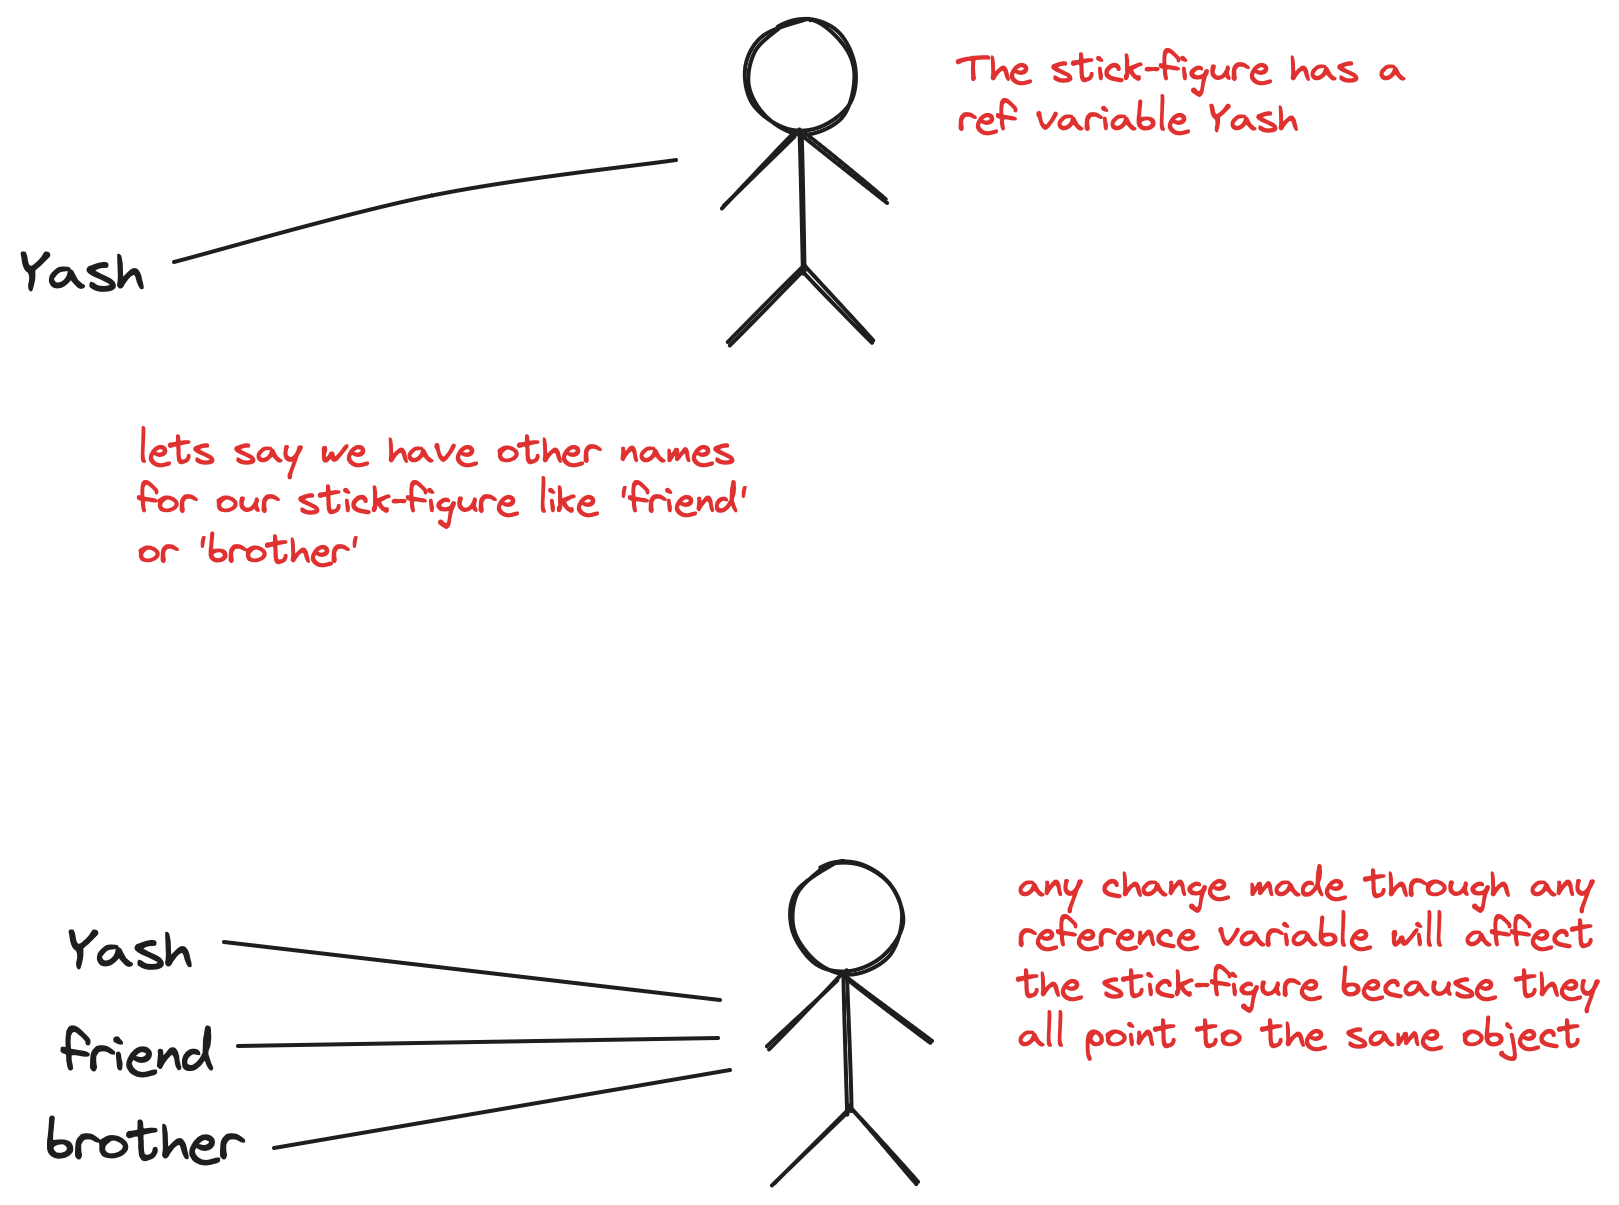 The stick-figure has a
ref variable Yash
Yash
lets say we have other names
for our stick-figure like 'friend'
or 'brother'
any change made through any
reference variable will affect
the stick-figure because they
all point to the same object
Yash
friend
brother